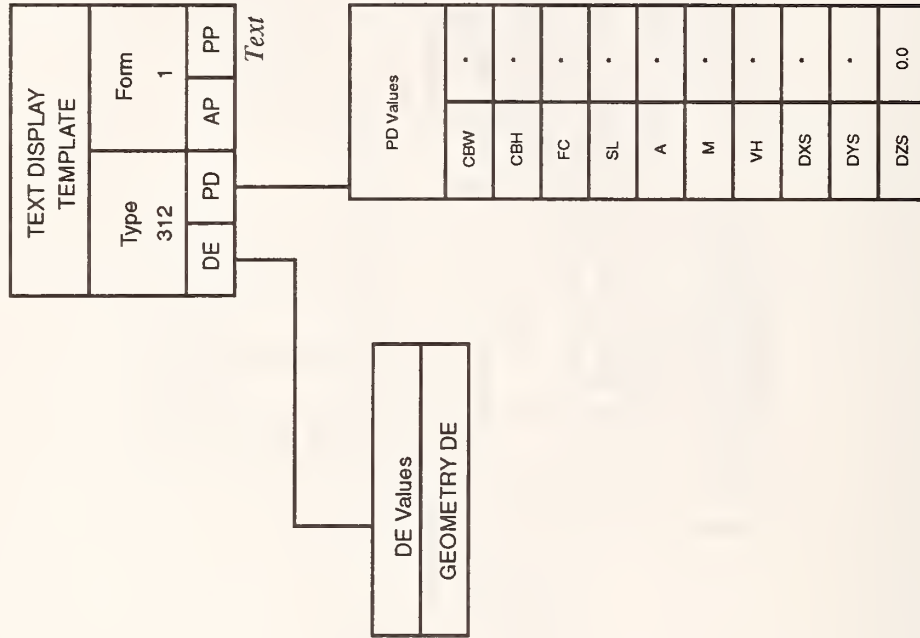 TEXT DISPLAY
TEMPLATE
Type
312
Form
1
DE PD AP PP
Text
DE Values
GEOMETRY DE
PD Values
CBW •
CBH •
FC •
SL •
A •
M •
VH •
DXS •
DYS •
DZS 0.0